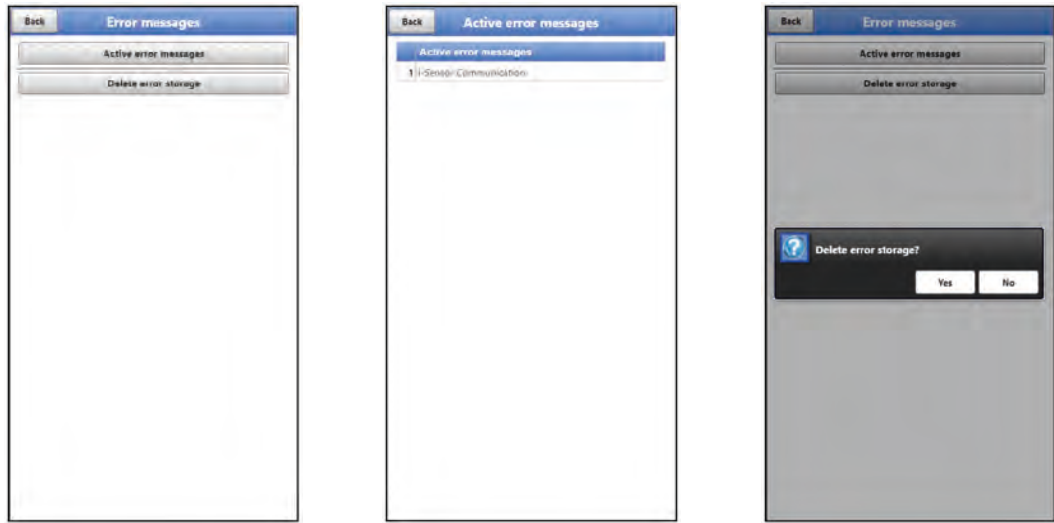 Back Error messages
Active error messages
Delete error storage
Back Active error messages
Active error messages
1 i-Sensor Communication
Back Error messages
Active error messages
Delete error storage
Delete error storage?
Yes No